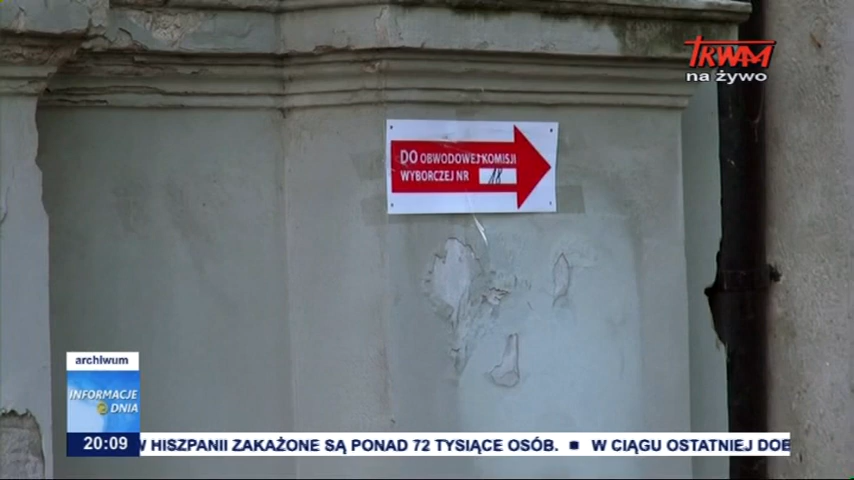 TRWAM
na żywo
DO OBWODOWEJ KOMISJI
WYBORCZEJ NR 18
archiwum
INFORMACJE
DNIA
20:09
W HISZPANII ZAKAŻONE SĄ PONAD 72 TYSIĄCE OSÓB. ■ W CIĄGU OSTATNIEJ DOB